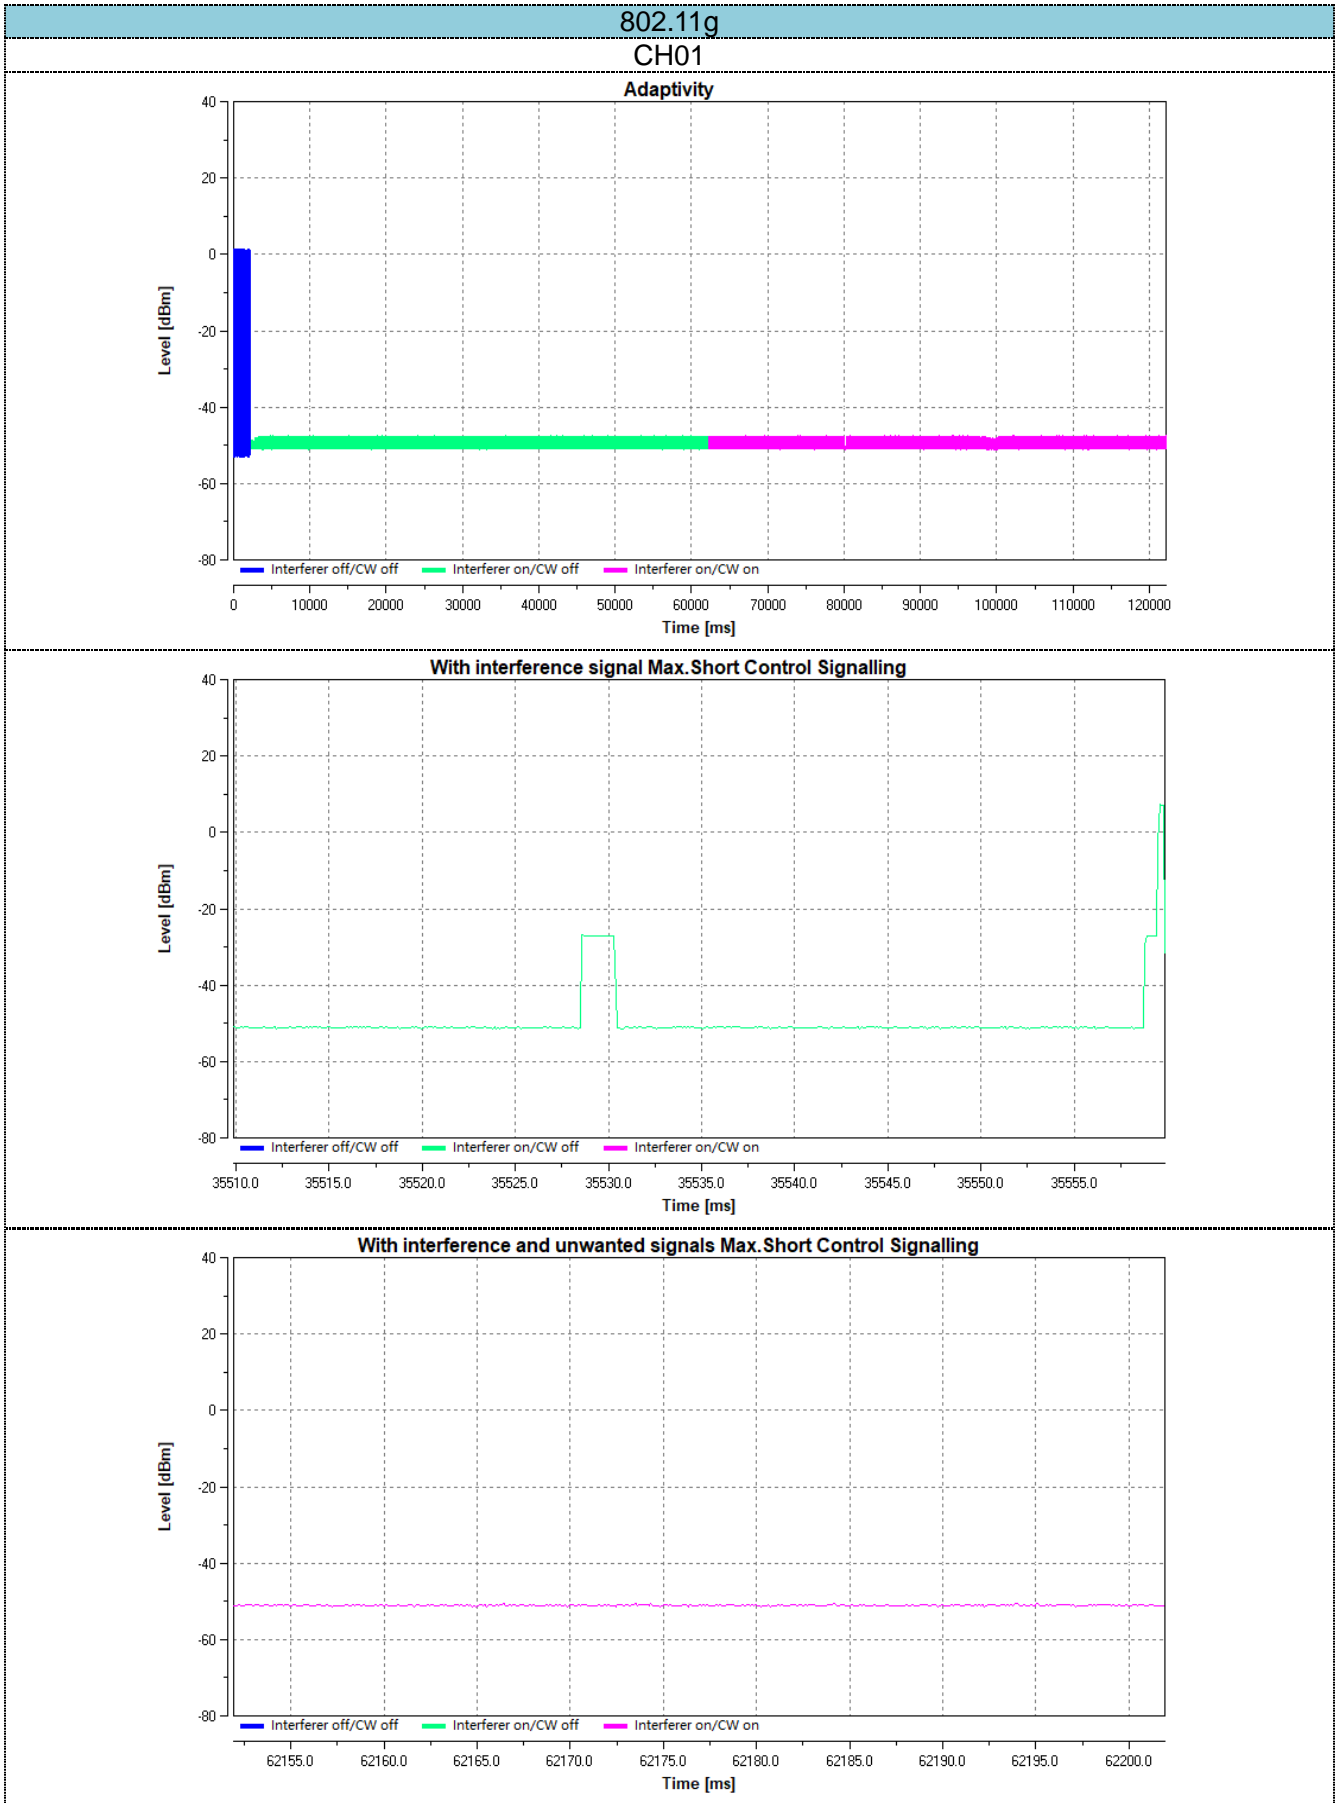 802.11g
CH01
Adaptivity
40
20
0
-20
-40
-60
-80
Level [dBm]
Interferer off/CW off Interferer on/CW off Interferer on/CW on
0 10000 20000 30000 40000 50000 60000 70000 80000 90000 100000 110000 120000
Time [ms]
With interference signal Max.Short Control Signalling
40
20
0
-20
-40
-60
-80
Level [dBm]
Interferer off/CW off Interferer on/CW off Interferer on/CW on
35510.0 35515.0 35520.0 35525.0 35530.0 35535.0 35540.0 35545.0 35550.0 35555.0
Time [ms]
With interference and unwanted signals Max.Short Control Signalling
40
20
0
-20
-40
-60
-80
Level [dBm]
Interferer off/CW off Interferer on/CW off Interferer on/CW on
62155.0 62160.0 62165.0 62170.0 62175.0 62180.0 62185.0 62190.0 62195.0 62200.0
Time [ms]